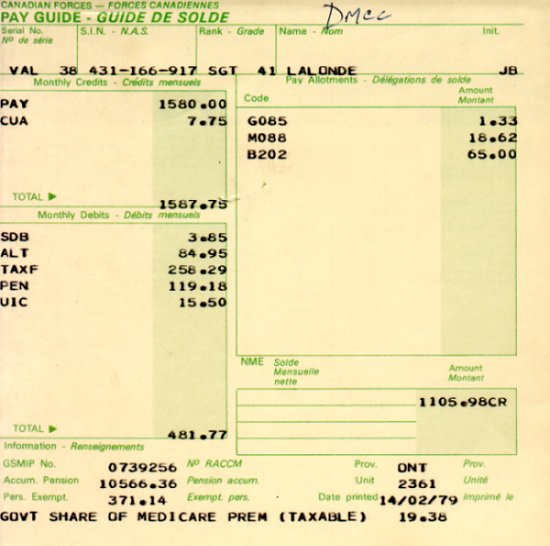 CANADIAN FORCES — FORCES CANADIENNES
PAY GUIDE - GUIDE DE SOLDE
DMCC
Serial No. S.I.N. - N.A.S. Rank - Grade Name - Nom Init.
Nº de série
VAL 38 431-166-917 SGT 41 LALONDE JB
Monthly Credits - Crédits mensuels
PAY 1580.00
CUA 7.75
TOTAL ▶ 1587.75
Pay Allotments - Délégations de solde
Code Amount
Montant
G085 1.33
M088 18.62
B202 65.00
Monthly Debits - Débits mensuels
SDB 3.85
ALT 84.95
TAXF 258.29
PEN 119.18
UIC 15.50
TOTAL ▶ 481.77
NME Solde
Mensuelle
nette
Amount
Montant
1105.98CR
Information - Renseignements
GSMIP No. 0739256 Nº RACCM Prov. ONT Prov.
Accum. Pension 10566.36 Pension accum. Unit 2361 Unité
Pers. Exempt. 371.14 Exempt. pers. Date printed 14/02/79 Imprimé le
GOVT SHARE OF MEDICARE PREM (TAXABLE) 19.38